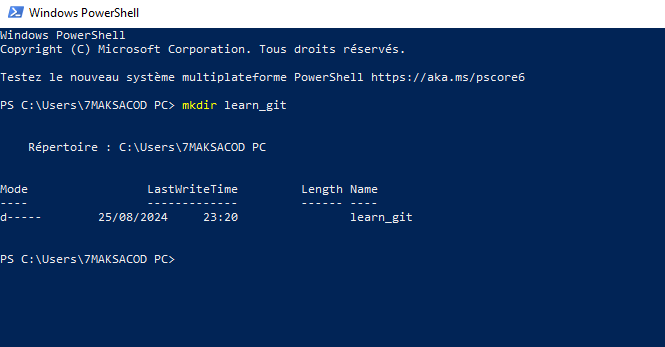 Windows PowerShell
Windows PowerShell
Copyright (C) Microsoft Corporation. Tous droits réservés.
Testez le nouveau système multiplateforme PowerShell https://aka.ms/pscore6
PS C:\Users\7MAKSACOD PC> mkdir learn_git
Répertoire : C:\Users\7MAKSACOD PC
Mode                 LastWriteTime         Length Name
----                 -------------         ------ ----
d-----        25/08/2024     23:20                learn_git
PS C:\Users\7MAKSACOD PC>